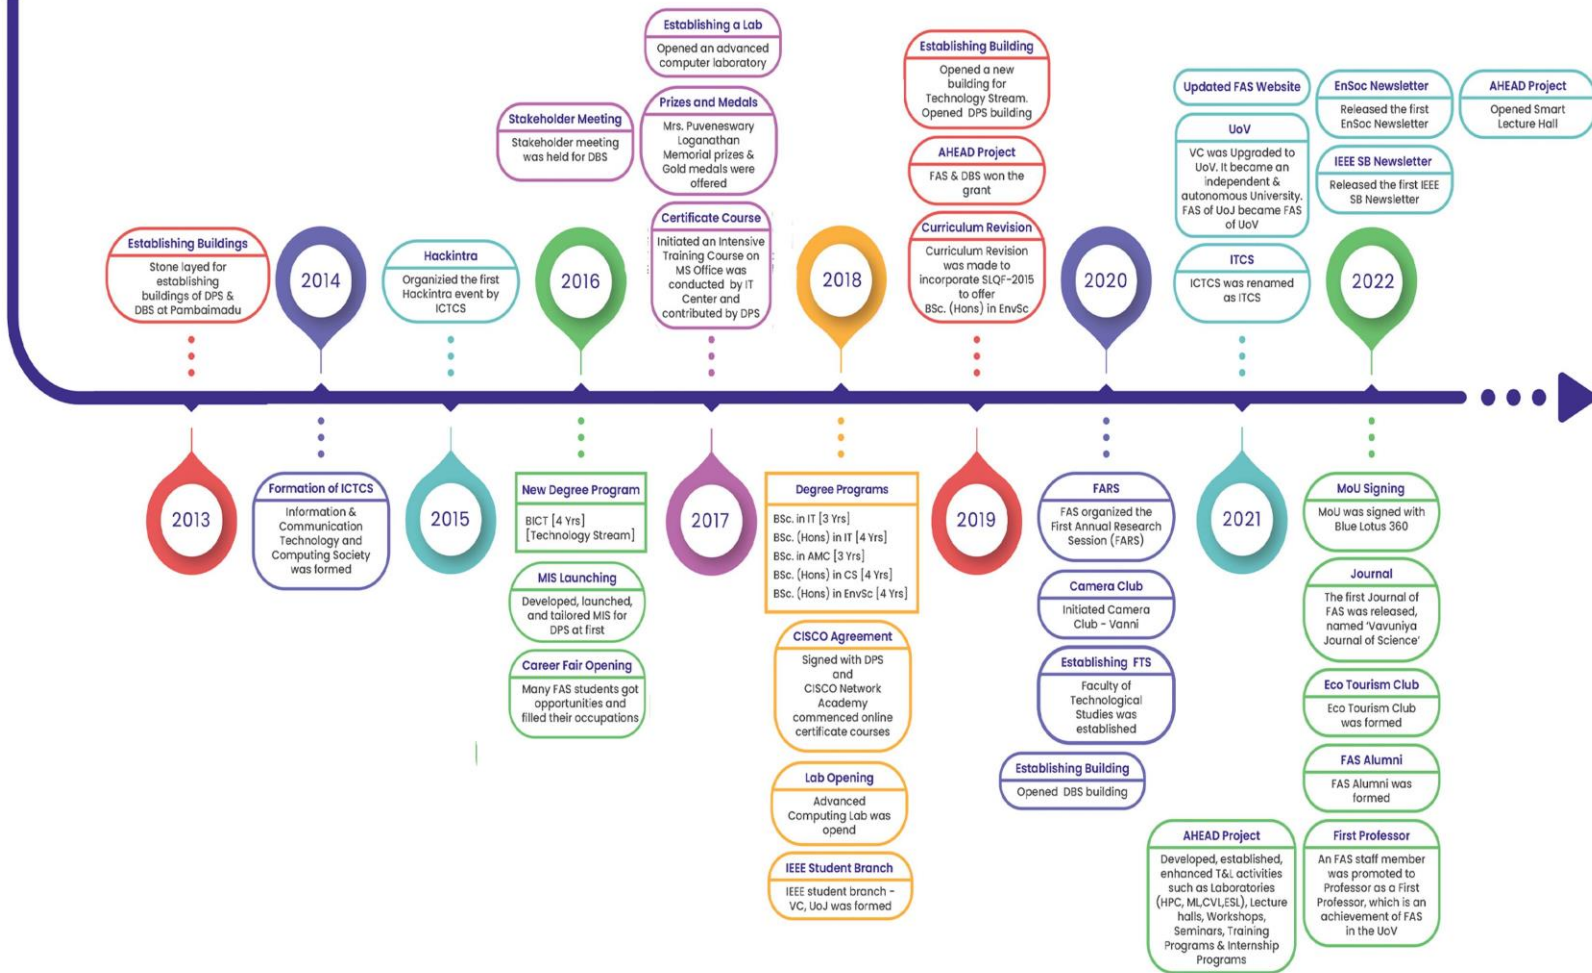 Establishing Buildings
Stone layed for
establishing
buildings of DPS &
DBS at Pambaimadu
2013
2014
Formation of ICTCS
Information &
Communication
Technology and
Computing Society
was formed
Hackintra
Organizied the first
Hackintra event by
ICTCS
2015
Stakeholder Meeting
Stakeholder meeting
was held for DBS
2016
New Degree Program
BICT [4 Yrs]
[Technology Stream]
MIS Launching
Developed, launched,
and tailored MIS for
DPS at first
Career Fair Opening
Many FAS students got
opportunities and
filled their occupations
Establishing a Lab
Opened an advanced
computer laboratory
Prizes and Medals
Mrs. Puveneswary
Loganathan
Memorial prizes &
Gold medals were
offered
Certificate Course
Initiated an Intensive
Training Course on
MS Office was
conducted by IT
Center and
contributed by DPS
2017
2018
Degree Programs
BSc. in IT [3 Yrs]
BSc. (Hons) in IT [4 Yrs]
BSc. in AMC [3 Yrs]
BSc. (Hons) in CS [4 Yrs]
BSc. (Hons) in EnvSc [4 Yrs]
CISCO Agreement
Signed with DPS
and
CISCO Network
Academy
commenced online
certificate courses
Lab Opening
Advanced
Computing Lab was
opend
IEEE Student Branch
IEEE student branch -
VC, UoJ was formed
Establishing Building
Opened a new
building for
Technology Stream.
Opened DPS building
AHEAD Project
FAS & DBS won the
grant
Curriculum Revision
Curriculum Revision
was made to
incorporate SLQF-2015
to offer
BSc. (Hons) in EnvSc
2019
2020
FARS
FAS organized the
First Annual Research
Session (FARS)
Camera Club
Initiated Camera
Club - Vanni
Establishing FTS
Faculty of
Technological
Studies was
established
Establishing Building
Opened DBS building
Updated FAS Website
UoV
VC was Upgraded to
UoV. It became an
independent &
autonomous University.
FAS of UoJ became FAS
of UoV
ITCS
ICTCS was renamed
as ITCS
2021
EnSoc Newsletter
Released the first
EnSoc Newsletter
IEEE SB Newsletter
Released the first IEEE
SB Newsletter
AHEAD Project
Opened Smart
Lecture Hall
2022
MoU Signing
MoU was signed with
Blue Lotus 360
Journal
The first Journal of
FAS was released,
named ‘Vavuniya
Journal of Science’
Eco Tourism Club
Eco Tourism Club
was formed
FAS Alumni
FAS Alumni was
formed
AHEAD Project
Developed, established,
enhanced T&L activities
such as Laboratories
(HPC, ML,CVL,ESL), Lecture
halls, Workshops,
Seminars, Training
Programs & Internship
Programs
First Professor
An FAS staff member
was promoted to
Professor as a First
Professor, which is an
achievement of FAS
in the UoV